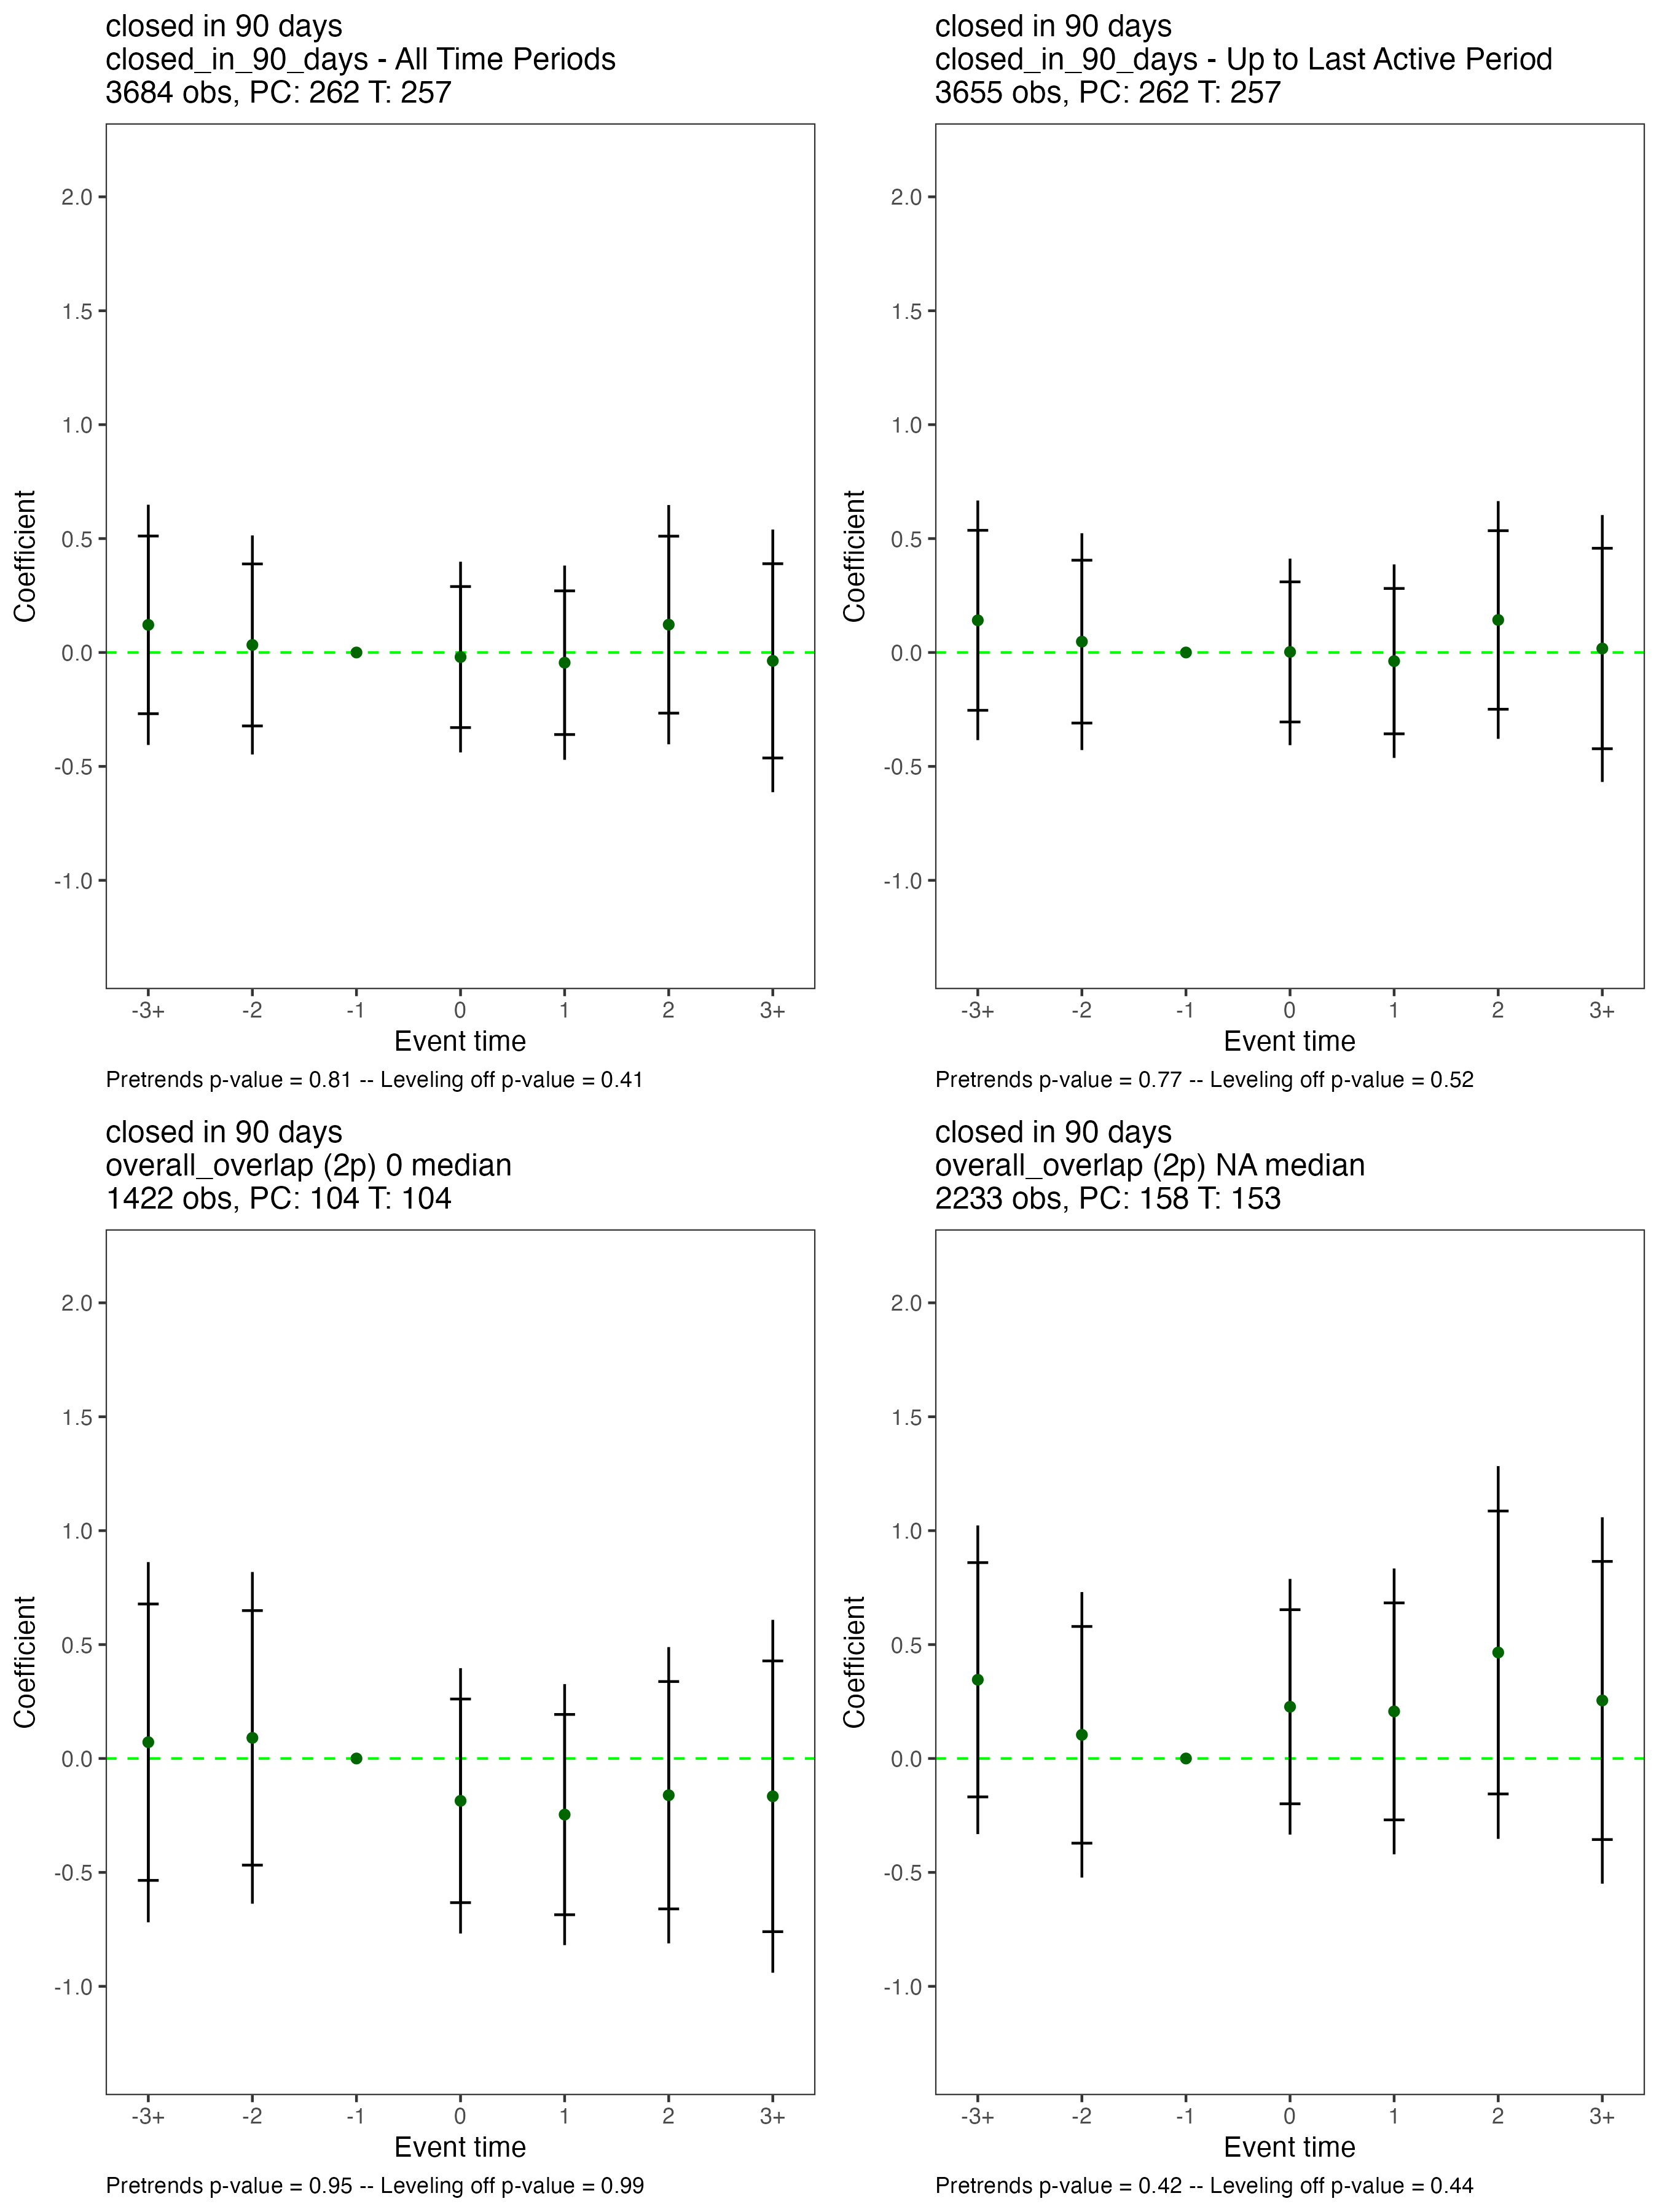 closed in 90 days
closed_in_90_days - All Time Periods
3684 obs, PC: 262 T: 257
2.0
1.5
1.0
0.5
0.0
-0.5
-1.0
Coefficient
-3+ -2 -1 0 1 2 3+
Event time
Pretrends p-value = 0.81 -- Leveling off p-value = 0.41
closed in 90 days
closed_in_90_days - Up to Last Active Period
3655 obs, PC: 262 T: 257
2.0
1.5
1.0
0.5
0.0
-0.5
-1.0
Coefficient
-3+ -2 -1 0 1 2 3+
Event time
Pretrends p-value = 0.77 -- Leveling off p-value = 0.52
closed in 90 days
overall_overlap (2p) 0 median
1422 obs, PC: 104 T: 104
2.0
1.5
1.0
0.5
0.0
-0.5
-1.0
Coefficient
-3+ -2 -1 0 1 2 3+
Event time
Pretrends p-value = 0.95 -- Leveling off p-value = 0.99
closed in 90 days
overall_overlap (2p) NA median
2233 obs, PC: 158 T: 153
2.0
1.5
1.0
0.5
0.0
-0.5
-1.0
Coefficient
-3+ -2 -1 0 1 2 3+
Event time
Pretrends p-value = 0.42 -- Leveling off p-value = 0.44